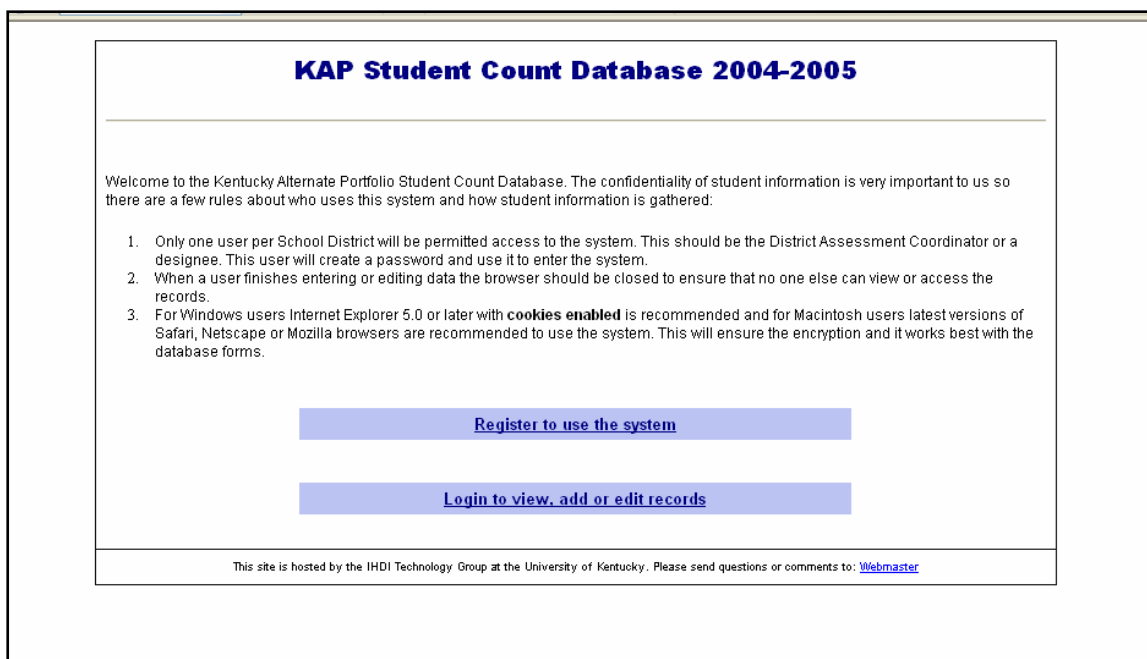 KAP Student Count Database 2004-2005
Welcome to the Kentucky Alternate Portfolio Student Count Database. The confidentiality of student information is very important to us so
there are a few rules about who uses this system and how student information is gathered:
1. Only one user per School District will be permitted access to the system. This should be the District Assessment Coordinator or a
designee. This user will create a password and use it to enter the system.
2. When a user finishes entering or editing data the browser should be closed to ensure that no one else can view or access the
records.
3. For Windows users Internet Explorer 5.0 or later with cookies enabled is recommended and for Macintosh users latest versions of
Safari, Netscape or Mozilla browsers are recommended to use the system. This will ensure the encryption and it works best with the
database forms.
Register to use the system
Login to view, add or edit records
This site is hosted by the IHDI Technology Group at the University of Kentucky. Please send questions or comments to: Webmaster